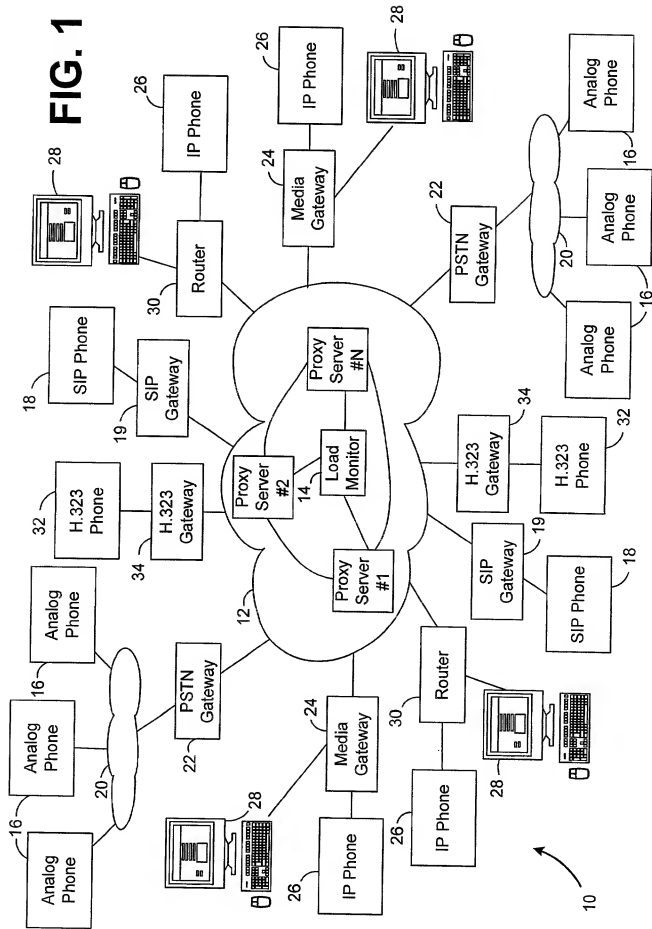 FIG. 1
Analog
Phone
16
Analog
Phone
16
Analog
Phone
16
20
PSTN
Gateway
22
32
H.323
Phone
34
H.323
Gateway
18
SIP Phone
19
SIP
Gateway
28
26
IP Phone
30
Router
26
IP Phone
24
Media
Gateway
28
12
Proxy
Server
#2
Proxy
Server
#N
14
Load
Monitor
Proxy
Server
#1
28
24
Media
Gateway
26
IP Phone
30
Router
26
IP Phone
28
19
SIP
Gateway
18
SIP Phone
34
H.323
Gateway
32
H.323
Phone
22
PSTN
Gateway
20
Analog
Phone
16
Analog
Phone
16
Analog
Phone
10